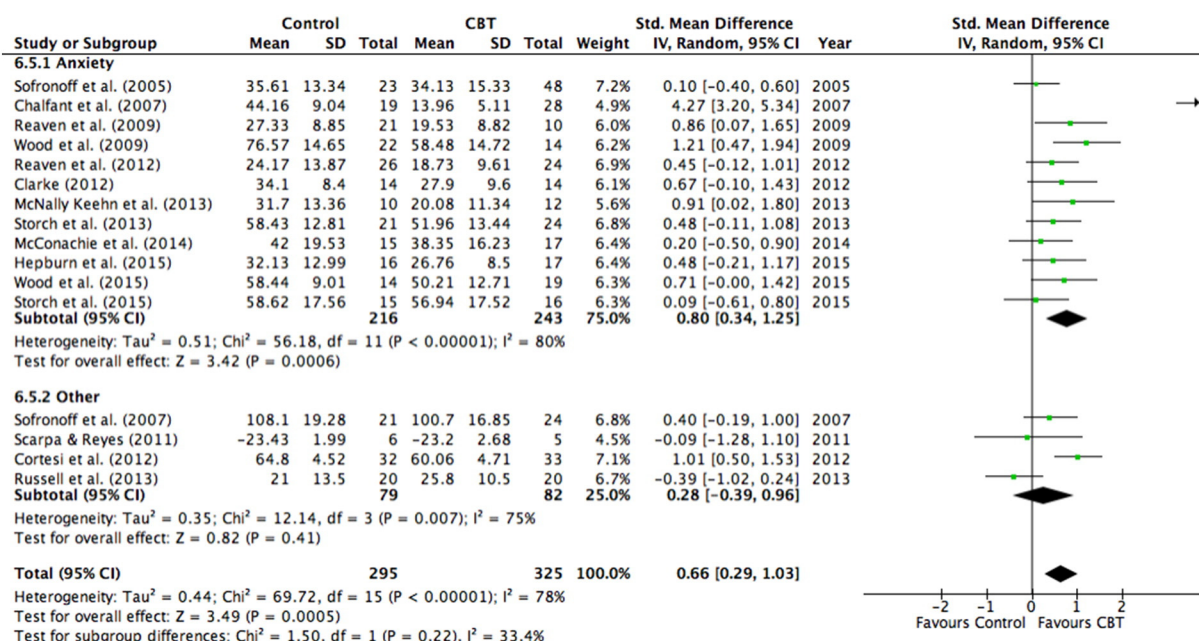 Control CBT Std. Mean Difference Std. Mean Difference
Study or Subgroup Mean SD Total Mean SD Total Weight IV, Random, 95% CI Year IV, Random, 95% CI
6.5.1 Anxiety
Sofronoff et al. (2005) 35.61 13.34 23 34.13 15.33 48 7.2% 0.10 [-0.40, 0.60] 2005
Chalfant et al. (2007) 44.16 9.04 19 13.96 5.11 28 4.9% 4.27 [3.20, 5.34] 2007
Reaven et al. (2009) 27.33 8.85 21 19.53 8.82 10 6.0% 0.86 [0.07, 1.65] 2009
Wood et al. (2009) 76.57 14.65 22 58.48 14.72 14 6.2% 1.21 [0.47, 1.94] 2009
Reaven et al. (2012) 24.17 13.87 26 18.73 9.61 24 6.9% 0.45 [-0.12, 1.01] 2012
Clarke (2012) 34.1 8.4 14 27.9 9.6 14 6.1% 0.67 [-0.10, 1.43] 2012
McNally Keehn et al. (2013) 31.7 13.36 10 20.08 11.34 12 5.6% 0.91 [0.02, 1.80] 2013
Storch et al. (2013) 58.43 12.81 21 51.96 13.44 24 6.8% 0.48 [-0.11, 1.08] 2013
McConachie et al. (2014) 42 19.53 15 38.35 16.23 17 6.4% 0.20 [-0.50, 0.90] 2014
Hepburn et al. (2015) 32.13 12.99 16 26.76 8.5 17 6.4% 0.48 [-0.21, 1.17] 2015
Wood et al. (2015) 58.44 9.01 14 50.21 12.71 19 6.3% 0.71 [-0.00, 1.42] 2015
Storch et al. (2015) 58.62 17.56 15 56.94 17.52 16 6.3% 0.09 [-0.61, 0.80] 2015
Subtotal (95% CI) 216 243 75.0% 0.80 [0.34, 1.25]
Heterogeneity: Tau² = 0.51; Chi² = 56.18, df = 11 (P < 0.00001); I² = 80%
Test for overall effect: Z = 3.42 (P = 0.0006)
6.5.2 Other
Sofronoff et al. (2007) 108.1 19.28 21 100.7 16.85 24 6.8% 0.40 [-0.19, 1.00] 2007
Scarpa & Reyes (2011) -23.43 1.99 6 -23.2 2.68 5 4.5% -0.09 [-1.28, 1.10] 2011
Cortesi et al. (2012) 64.8 4.52 32 60.06 4.71 33 7.1% 1.01 [0.50, 1.53] 2012
Russell et al. (2013) 21 13.5 20 25.8 10.5 20 6.7% -0.39 [-1.02, 0.24] 2013
Subtotal (95% CI) 79 82 25.0% 0.28 [-0.39, 0.96]
Heterogeneity: Tau² = 0.35; Chi² = 12.14, df = 3 (P = 0.007); I² = 75%
Test for overall effect: Z = 0.82 (P = 0.41)
Total (95% CI) 295 325 100.0% 0.66 [0.29, 1.03]
Heterogeneity: Tau² = 0.44; Chi² = 69.72, df = 15 (P < 0.00001); I² = 78%
Test for overall effect: Z = 3.49 (P = 0.0005)
Test for subgroup differences: Chi² = 1.50, df = 1 (P = 0.22), I² = 33.4%
-2 -1 0 1 2
Favours Control Favours CBT